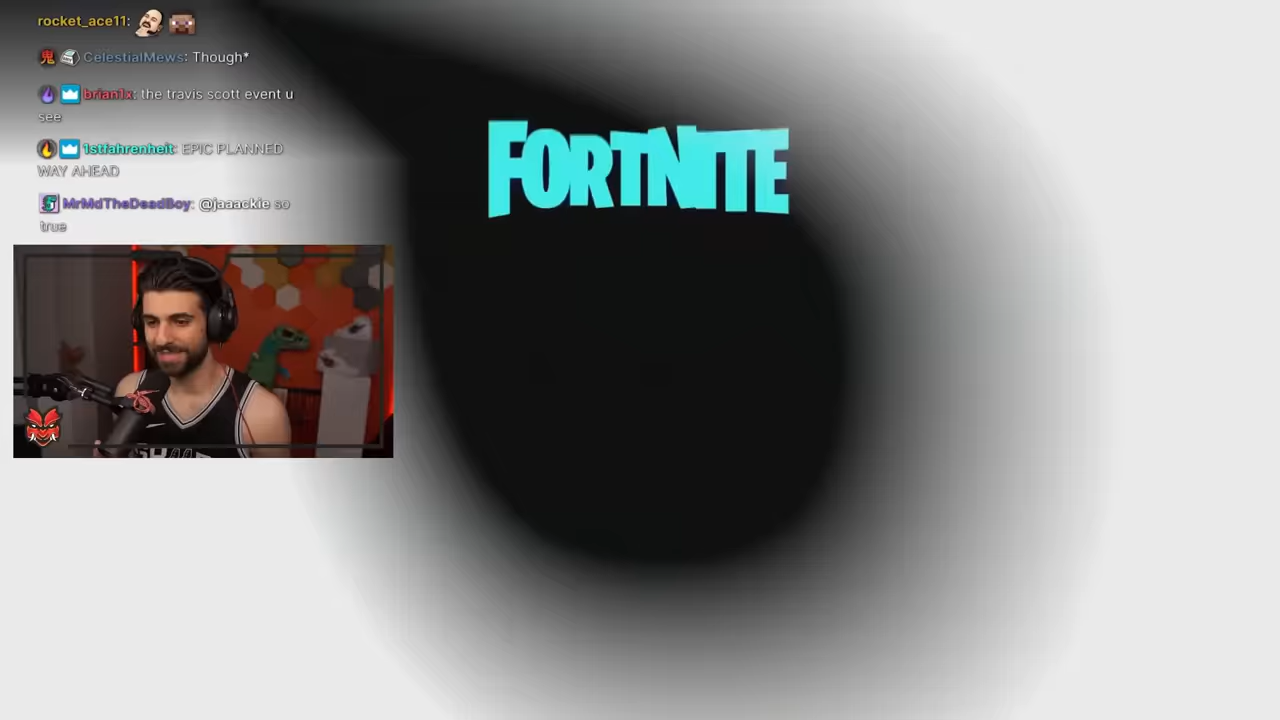 rocket_ace11:
鬼 CelestialMews: Though*
brian1x: the travis scott event u
see
1stfahrenheit: EPIC PLANNED
WAY AHEAD
MrMdTheDeadBoy: @jaaackie so
true
FORTNITE